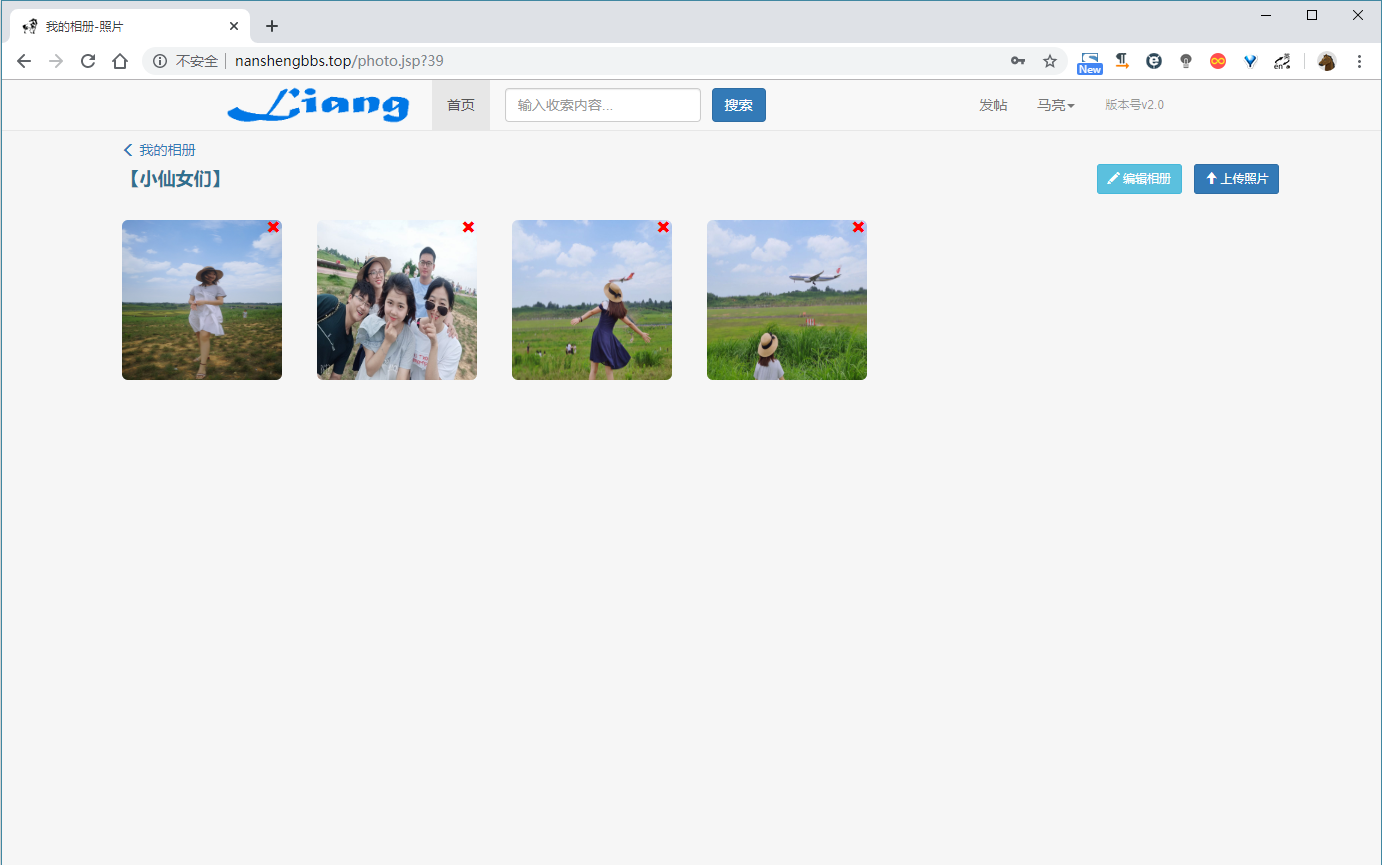 我的相册-照片
不安全 nanshengbbs.top/photo.jsp?39
New
en
Liang 首页 输入收索内容... 搜索 发帖 马亮 版本号v2.0
我的相册
【小仙女们】 编辑相册 上传照片